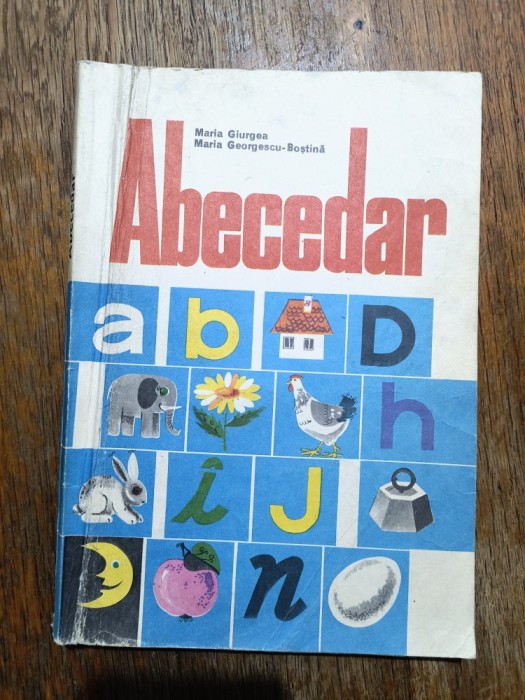 Maria Giurgea
Maria Georgescu-Boștină
Abecedar
a b D
h
î J
n